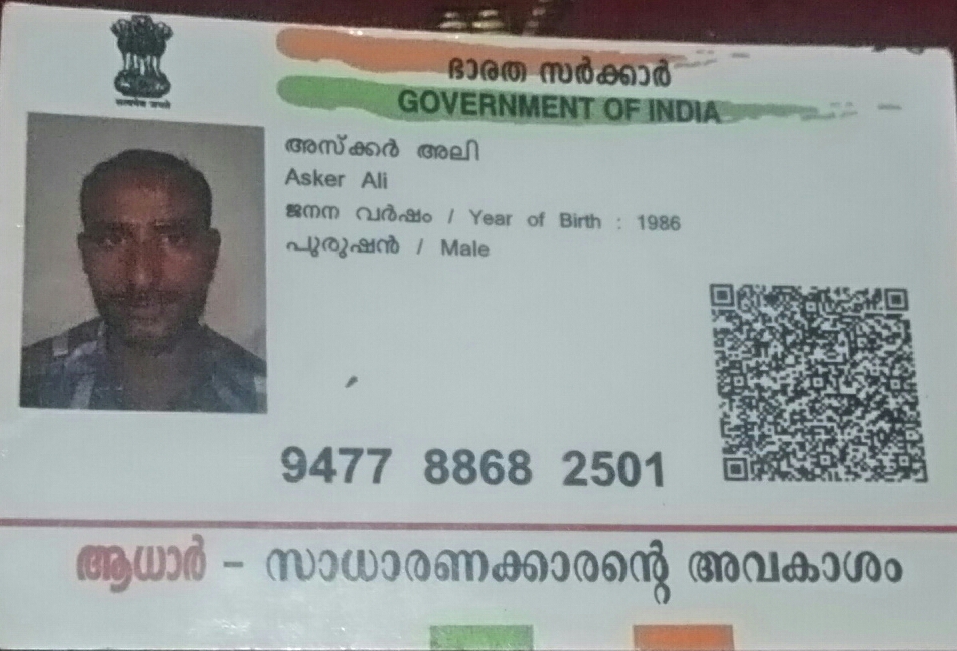 सत्यमेव जयते
ഭാരത സർക്കാർ
GOVERNMENT OF INDIA
അസ്ക്കർ അലി
Asker Ali
ജനന വർഷം / Year of Birth : 1986
പുരുഷൻ / Male
9477 8868 2501
ആധാർ – സാധാരണക്കാരന്റെ അവകാശം